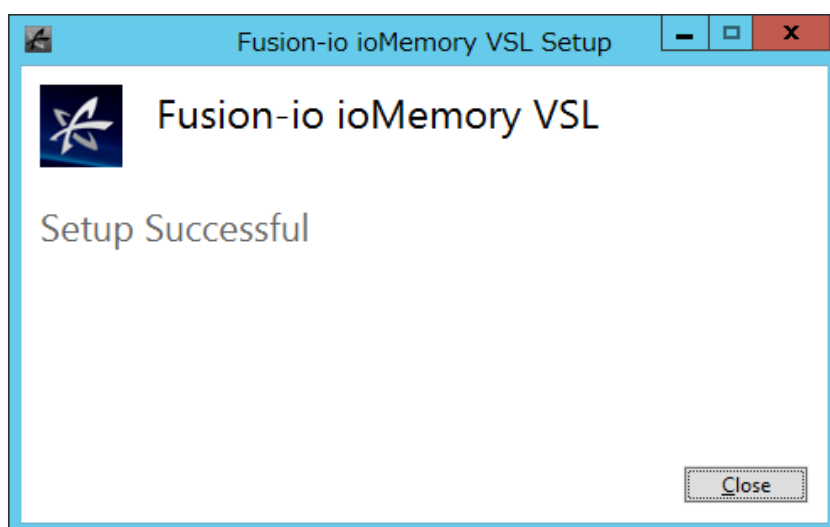 Fusion-io ioMemory VSL Setup
Fusion-io ioMemory VSL
Setup Successful
Close